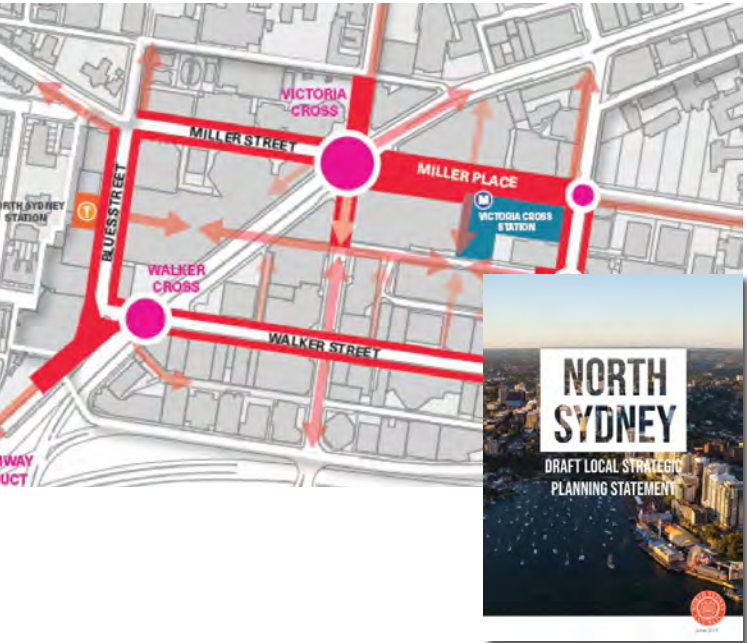 VICTORIA
CROSS
MILLER STREET
MILLER PLACE
M
VICTORIA CROSS
STATION
RTH SYDNEY
STATION
T
BLUES STREET
WALKER
CROSS
WALKER STREET
WAY
UCT
NORTH
SYDNEY
DRAFT LOCAL STRATEGIC
PLANNING STATEMENT